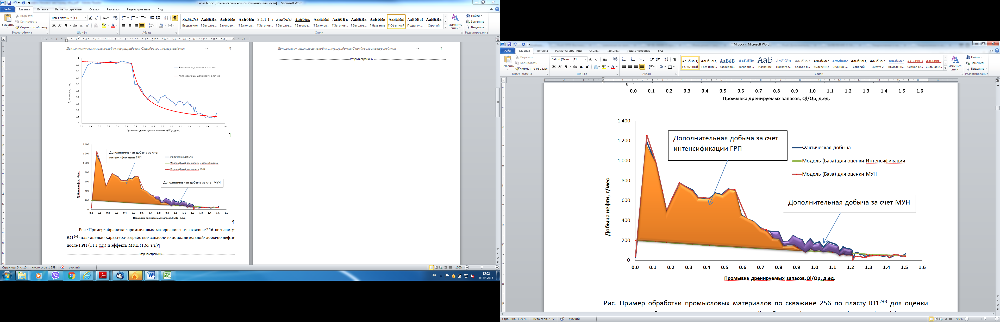 Глава 6.doc [Режим ограниченной функциональности] - Microsoft Word
Файл Главная Вставка Разметка страницы Ссылки Рассылки Рецензирование Вид
Вставить
Вырезать
Копировать
Формат по образцу
Буфер обмена
Times New Rc 13
Шрифт
Абзац
АаБбВвІ АаБбВв АаБбВв АаБбВв 3.1.1.1 АаБбВвІ АаБбВвІ АаБбВвІ АаБбВв АаБбВв АаБбВв АаБбВвІ АаБбВвІ АаБбВв
Выделение ¶ Заголов... Заголово... ¶ Заголов... ¶ Заголов... ¶ Заголов... ¶ Заголов... ¶ Заголов... ¶ Заголов... ¶ Заголов... ¶ Название ¶ Обычный Подзагол... Строгий
Стили
Изменить стили
Найти
Заменить
Выделить
Редактирование
Дополнение к технологической схеме разработки Столбового месторождения → ¶
Доля нефти, д.ед.
1
0.9
0.8
0.7
0.6
0.5
0.4
0.3
0.2
0.1
0
0.0 0.1 0.2 0.3 0.4 0.5 0.6 0.7 0.8 0.9 1.0 1.1 1.2 1.3 1.4 1.5 1.6
Промывка дренируемых запасов, Ql/Qp, д.ед.
Фактическая доля нефти в потоке
Аппроксимация доли нефти в потоке
¶
Добыча нефти, т/мес
1 400
1 200
1 000
800
600
400
200
0
0.0 0.1 0.2 0.3 0.4 0.5 0.6 0.7 0.8 0.9 1.0 1.1 1.2 1.3 1.4 1.5 1.6
Промывка дренируемых запасов,Ql/Qp, д.ед.
Дополнительная добыча за счет
интенсификации ГРП
Фактическая добыча
Модель (База) для оценки Интенсификации
Модель (База) для оценки МУН
Дополнительная добыча за счет МУН
¶
Рис. Пример обработки промысловых материалов по скважине 256 по пласту
Ю1²⁺³ для оценки характера выработки запасов и дополнительной добычи нефти
после ГРП (11,1 т.т.) и эффекта МУН (1,65 т.т.)¶
Разрыв страницы
Дополнение к технологической схеме разработки Столбового месторождения → ¶
Разрыв страницы
Страница: 3 из 10 Число слов: 1 359 русский 100%
RU 15:02
03.08.2017
ГТМ.docx - Microsoft Word
Файл Главная Вставка Разметка страницы Ссылки Рассылки Рецензирование Вид
Вставить
Вырезать
Копировать
Формат по образцу
Буфер обмена
Calibri (Осно 11
Шрифт
Абзац
АаБбВвГг, АаБбВвГг, АаБбВ АаБбВв АаЬ АаБбВв АаБбВвГг АаБбВвГг АаБбВвГг АаБбВвГг, АаБбВвГг АаБбВвГг АаБбВвГг, АаБбВвГг,
¶ Обычный ¶ Без инте... Заголово... Заголово... Название Подзагол... Слабое в... Выделение Сильное ... Строгий Цитата 2 Выделенн... Слабая сс... Сильная с...
Стили
Изменить стили
Найти
Заменить
Выделить
Редактирование
0
0.0 0.1 0.2 0.3 0.4 0.5 0.6 0.7 0.8 0.9 1.0 1.1 1.2 1.3 1.4 1.5 1.6
Промывка дренируемых запасов, Ql/Qp, д.ед.
Добыча нефти, т/мес
1 400
1 200
1 000
800
600
400
200
0
0.0 0.1 0.2 0.3 0.4 0.5 0.6 0.7 0.8 0.9 1.0 1.1 1.2 1.3 1.4 1.5 1.6
Промывка дренируемых запасов,Ql/Qp, д.ед.
Дополнительная добыча за счет
интенсификации ГРП
Фактическая добыча
Модель (База) для оценки Интенсификации
Модель (База) для оценки МУН
Дополнительная добыча за счет МУН
Рис. Пример обработки промысловых материалов по скважине 256 по пласту Ю1²⁺³ для оценки
Страница: 3 из 26 Число слов: 2 856 русский 200%